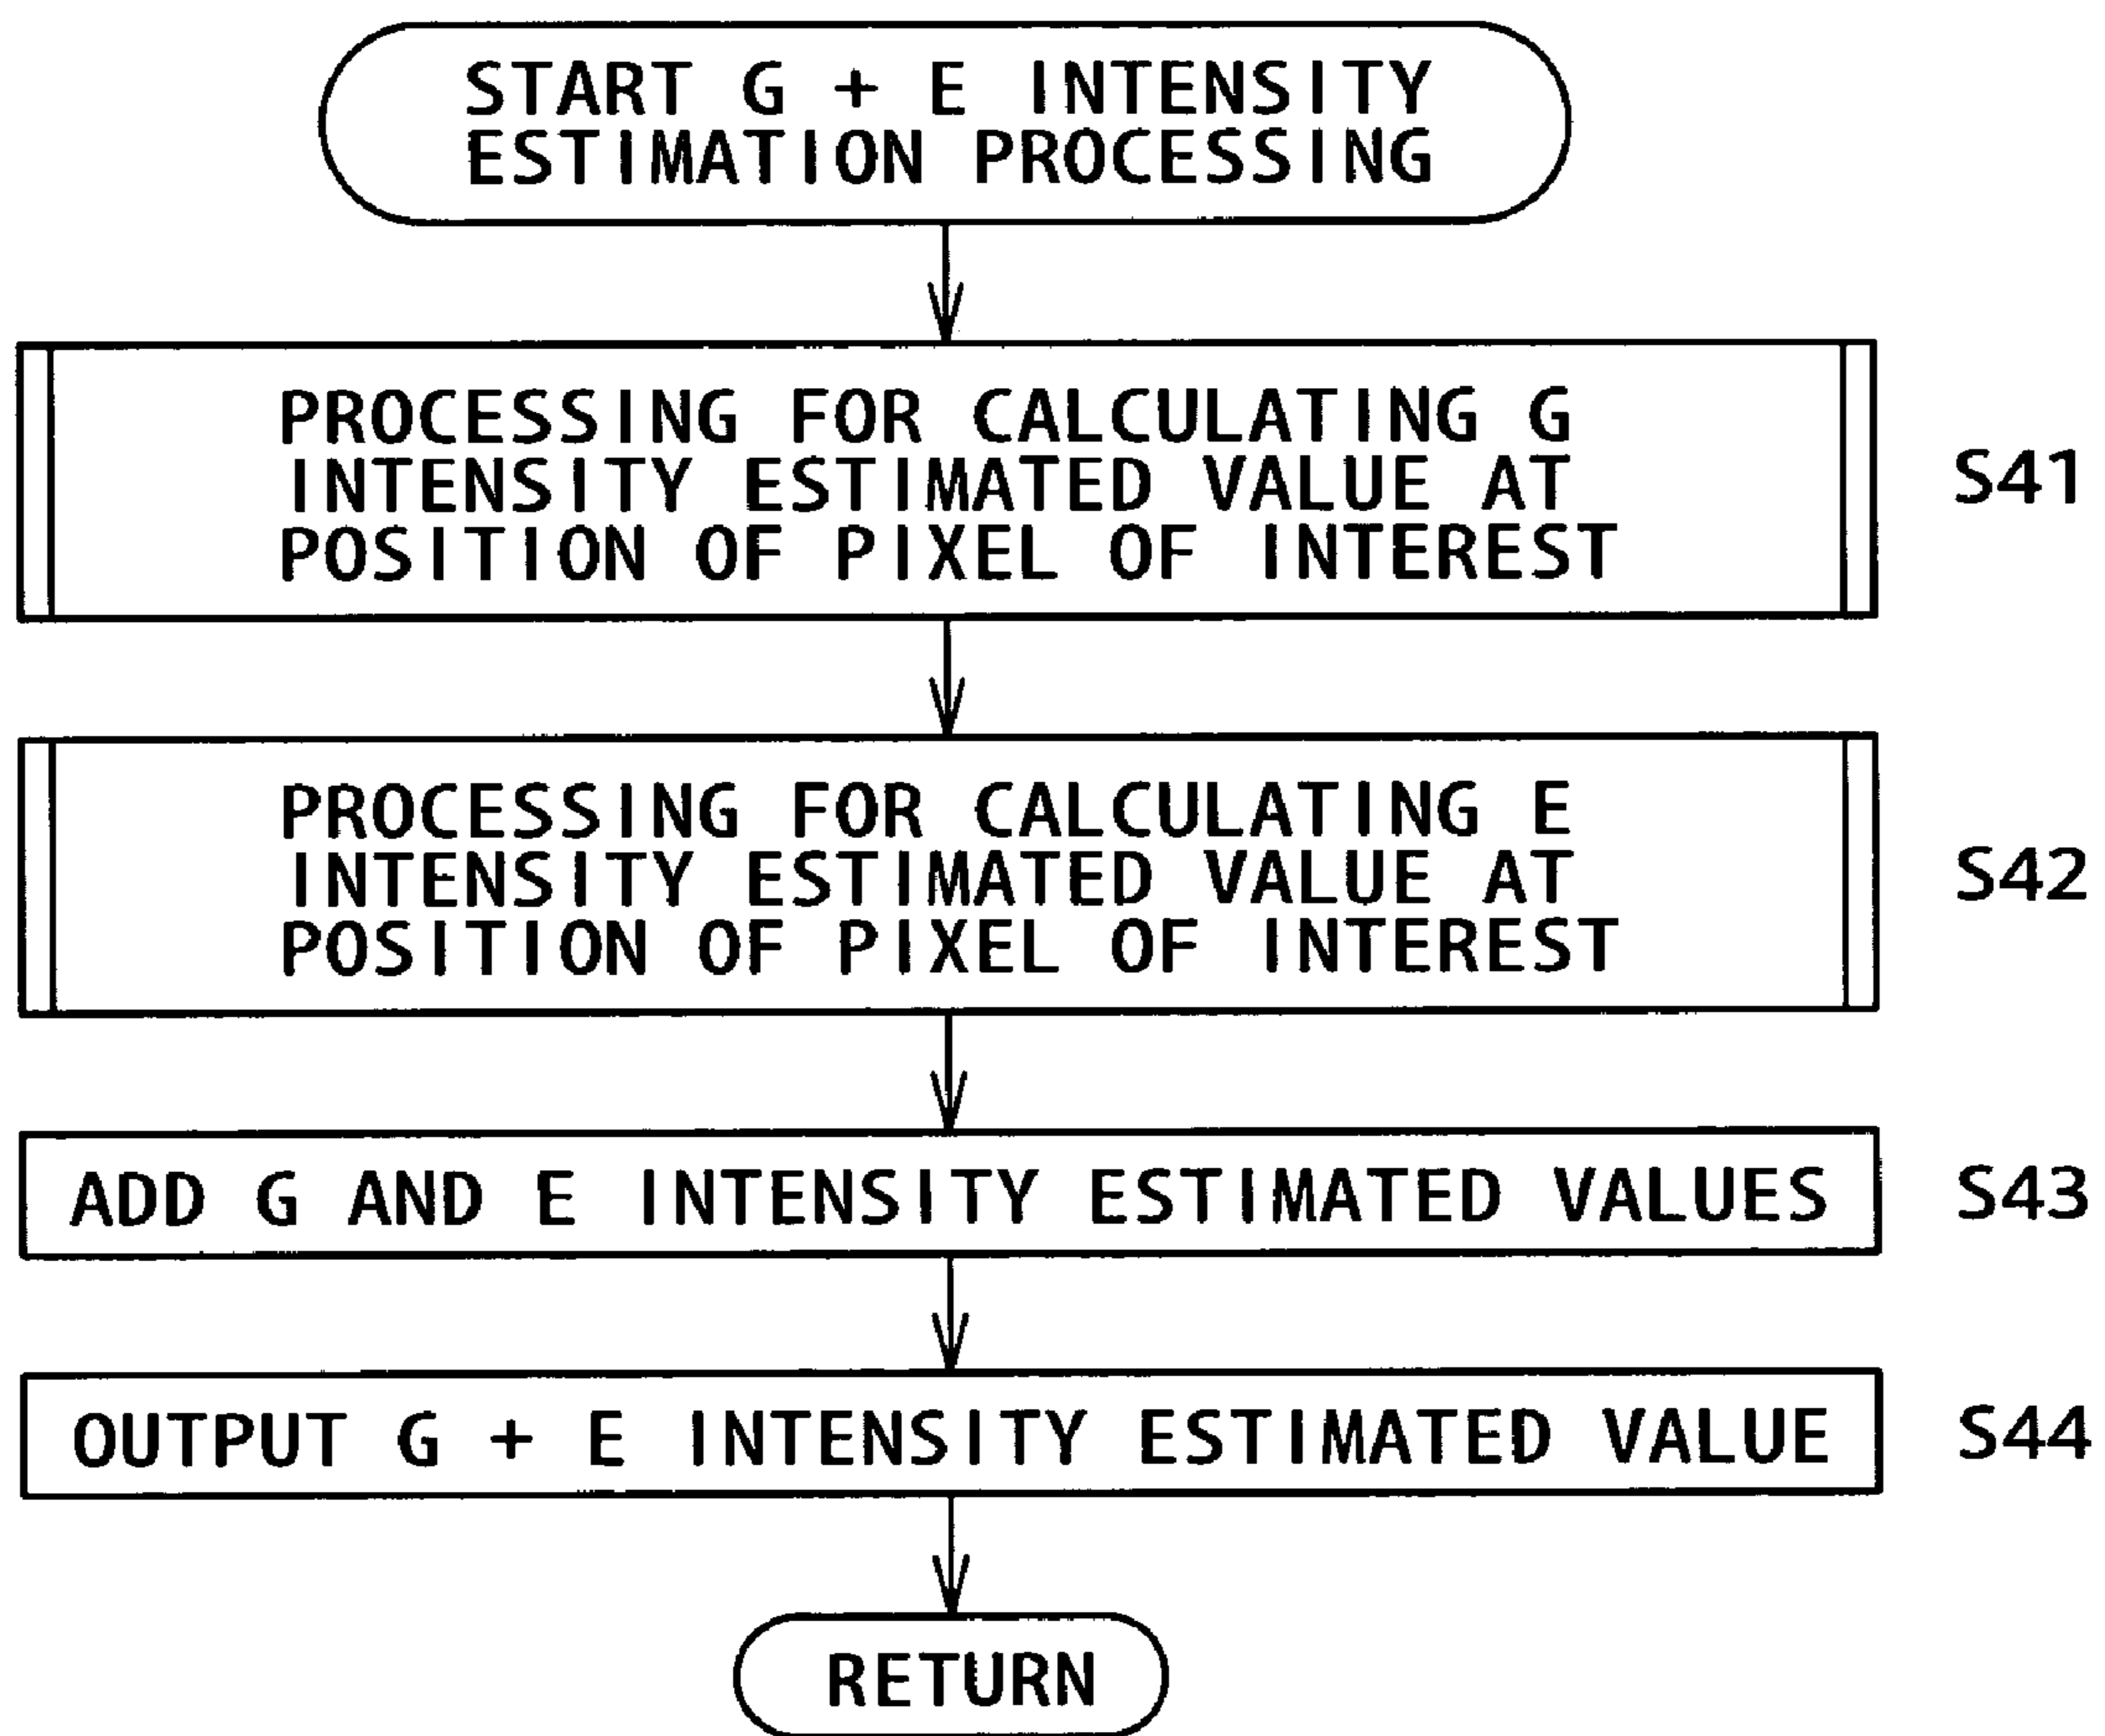 START G + E INTENSITY
ESTIMATION PROCESSING
PROCESSING FOR CALCULATING G
INTENSITY ESTIMATED VALUE AT
POSITION OF PIXEL OF INTEREST
S41
PROCESSING FOR CALCULATING E
INTENSITY ESTIMATED VALUE AT
POSITION OF PIXEL OF INTEREST
S42
ADD G AND E INTENSITY ESTIMATED VALUES
S43
OUTPUT G + E INTENSITY ESTIMATED VALUE
S44
RETURN